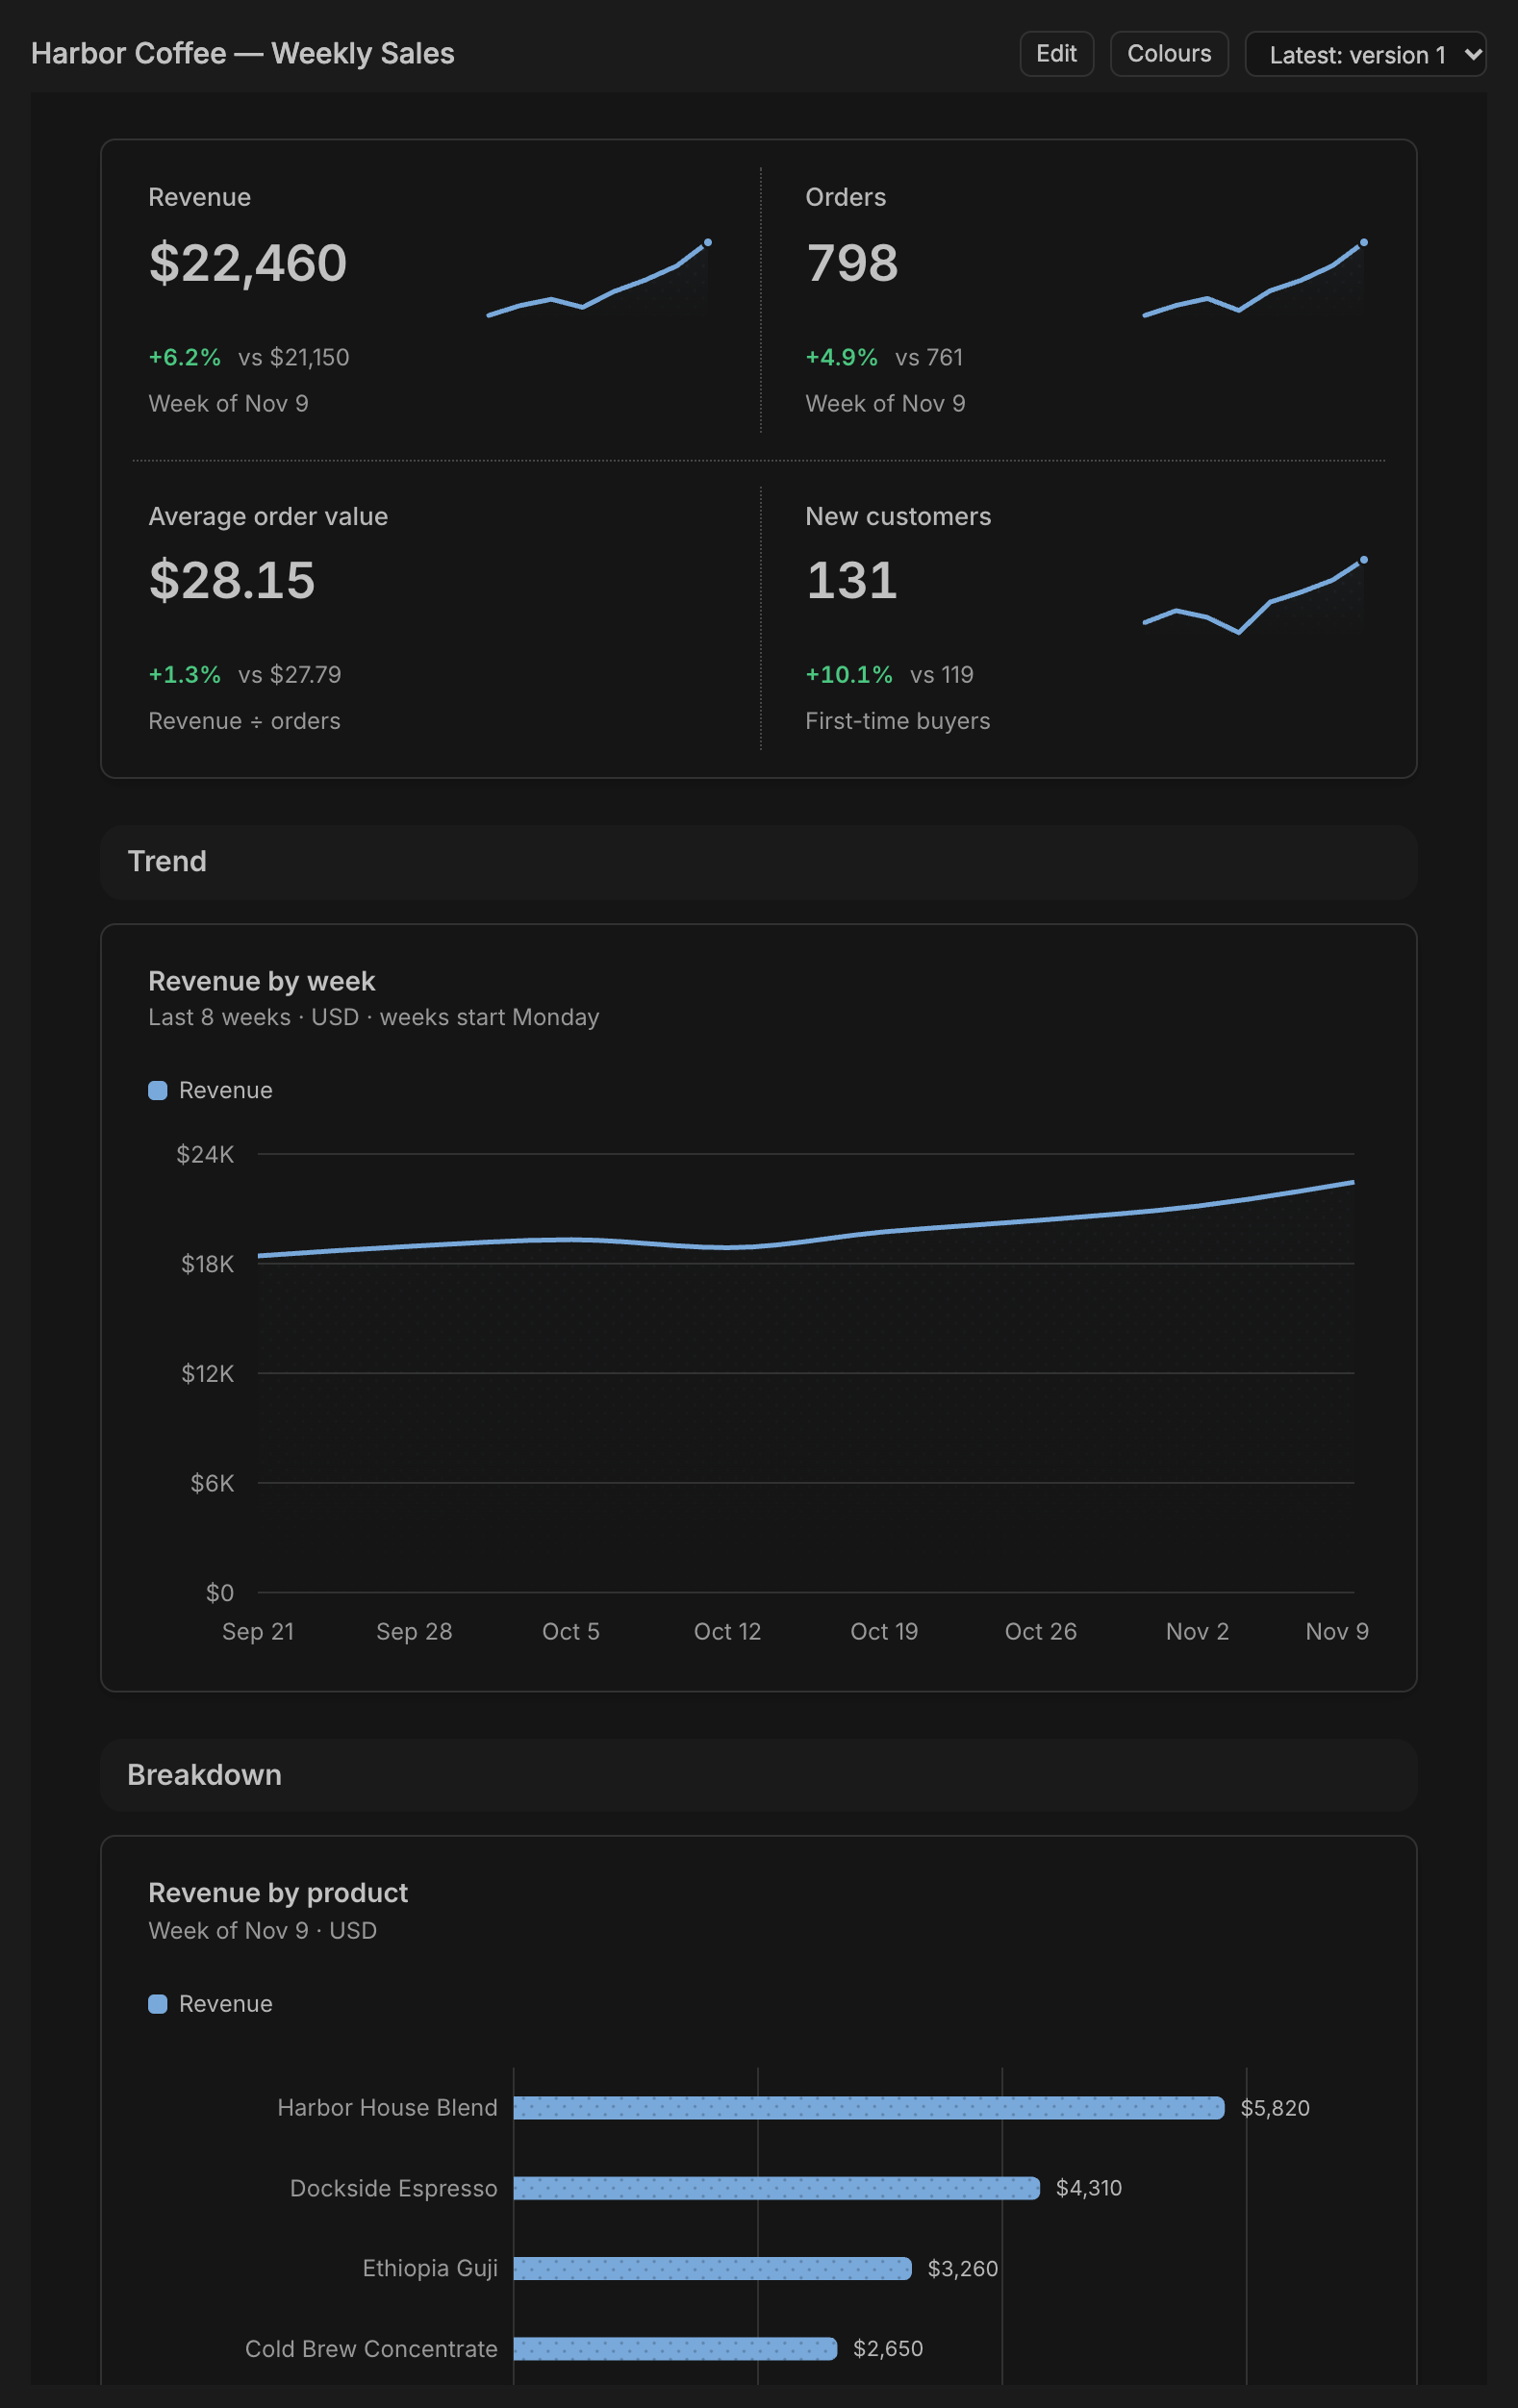 Harbor Coffee — Weekly Sales
Edit
Colours
Latest: version 1
Revenue
$22,460
+6.2% vs $21,150
Week of Nov 9
Orders
798
+4.9% vs 761
Week of Nov 9
Average order value
$28.15
+1.3% vs $27.79
Revenue ÷ orders
New customers
131
+10.1% vs 119
First-time buyers
Trend
Revenue by week
Last 8 weeks · USD · weeks start Monday
Revenue
$24K
$18K
$12K
$6K
$0
Sep 21 Sep 28 Oct 5 Oct 12 Oct 19 Oct 26 Nov 2 Nov 9
Breakdown
Revenue by product
Week of Nov 9 · USD
Revenue
Harbor House Blend $5,820
Dockside Espresso $4,310
Ethiopia Guji $3,260
Cold Brew Concentrate $2,650